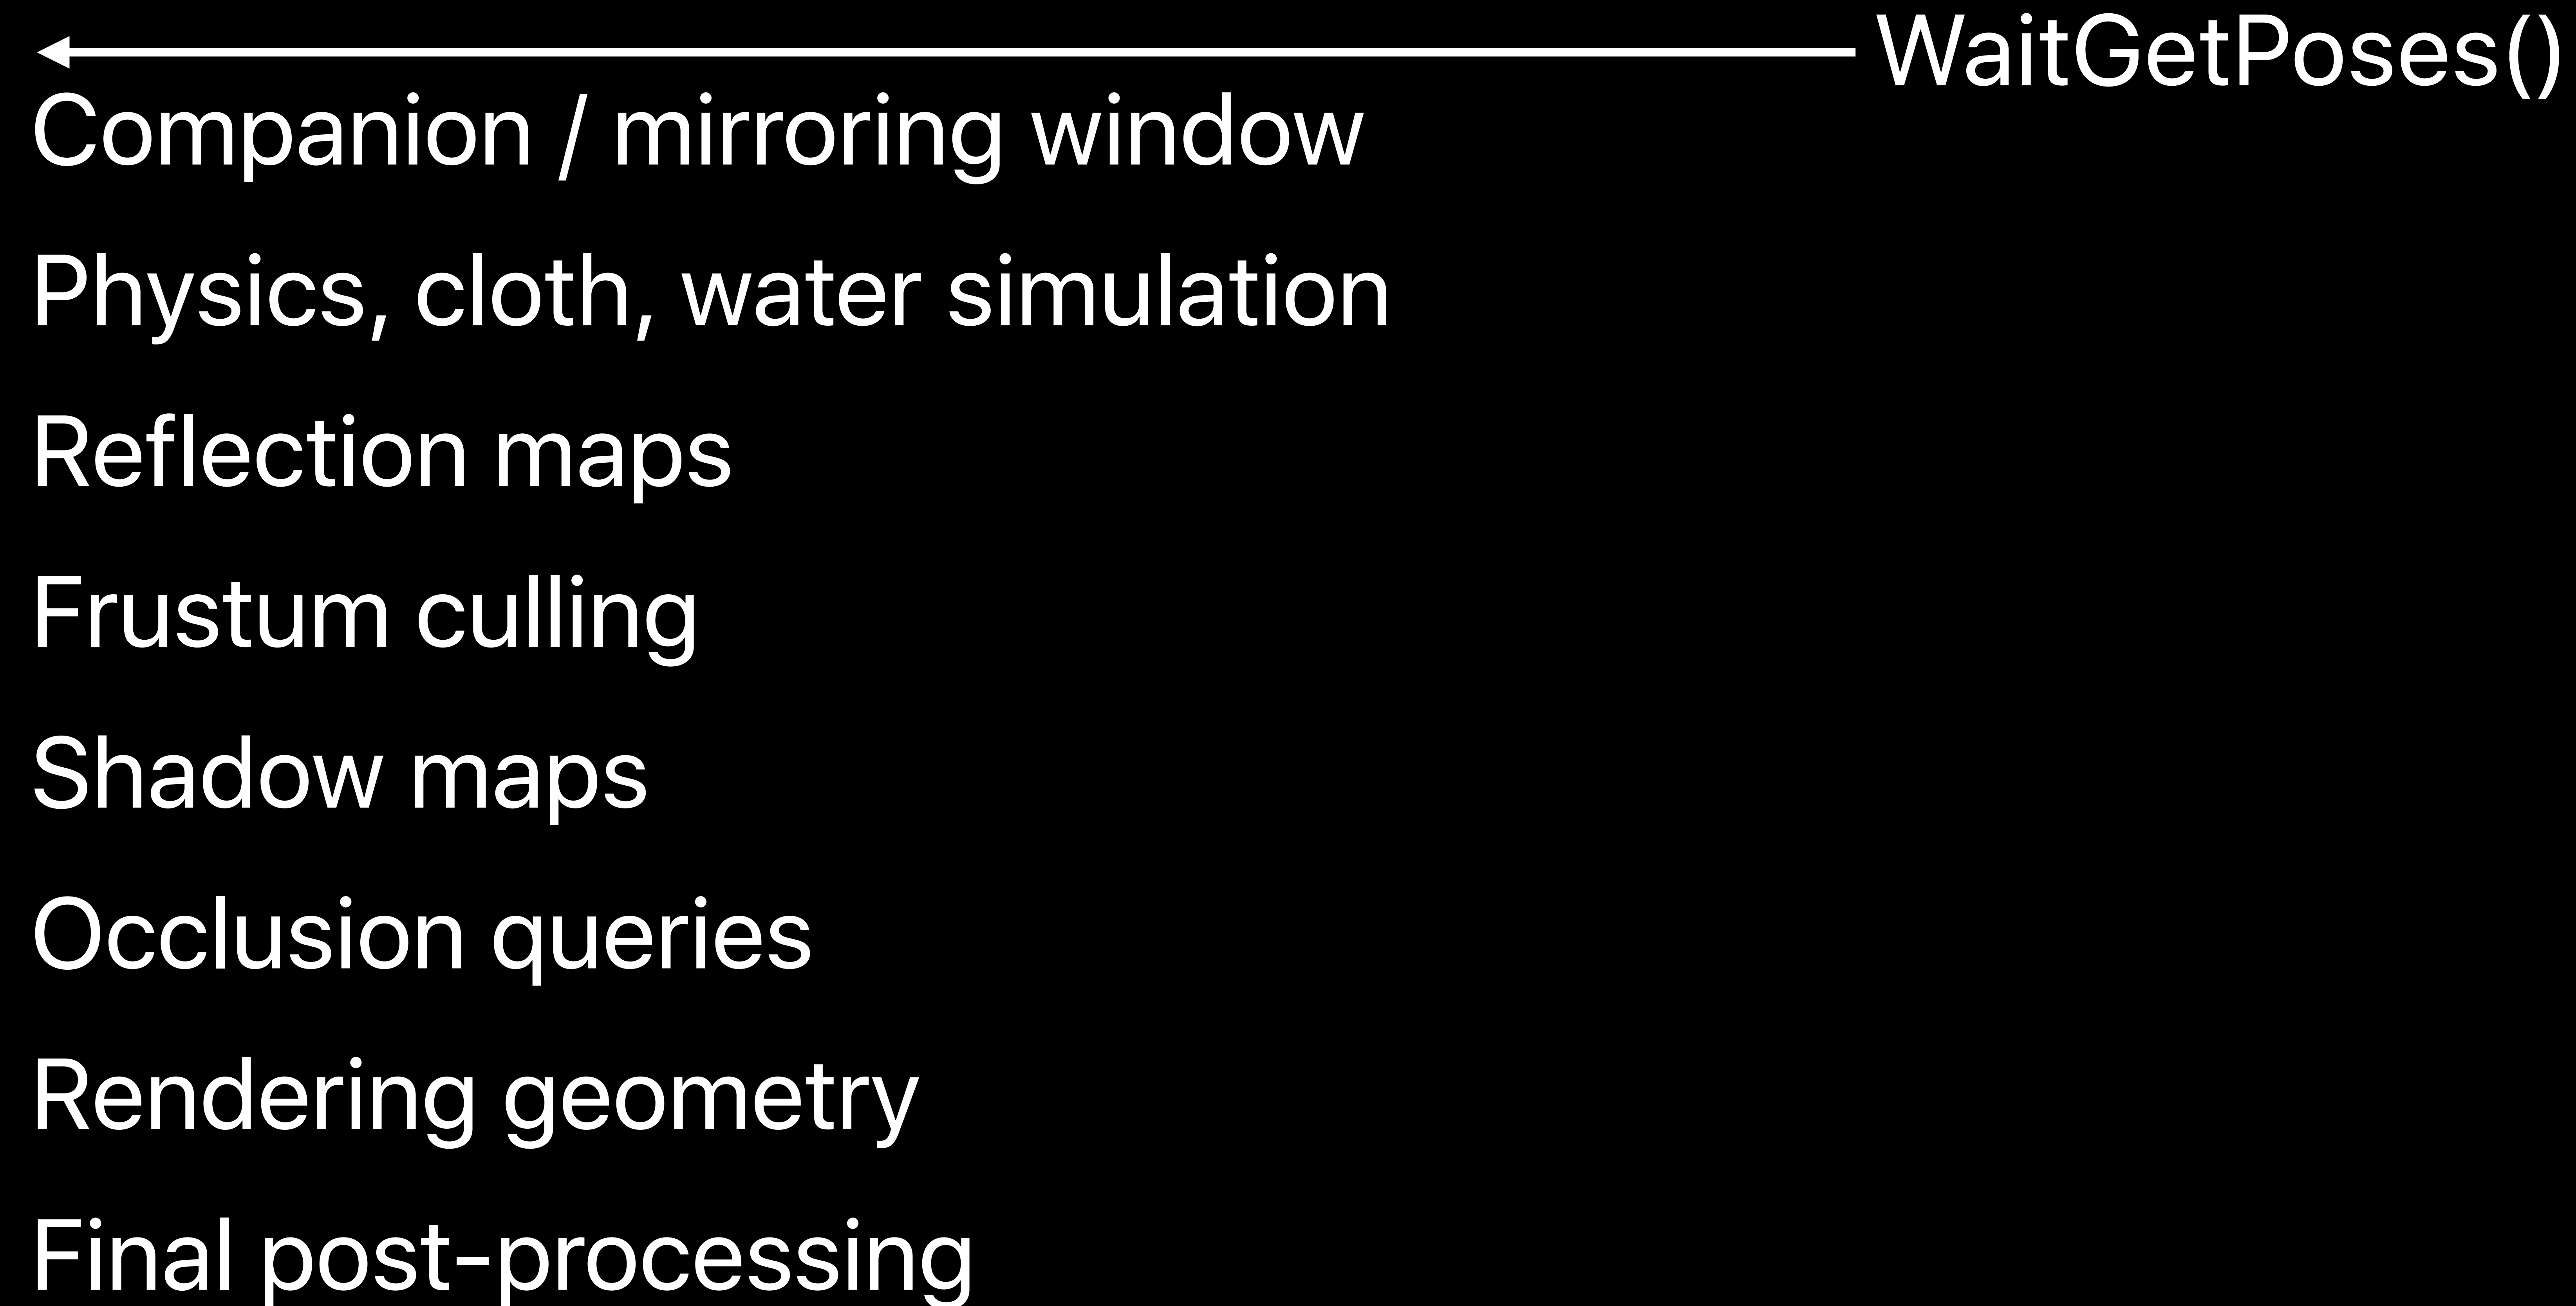 WaitGetPoses()
Companion / mirroring window
Physics, cloth, water simulation
Reflection maps
Frustum culling
Shadow maps
Occlusion queries
Rendering geometry
Final post-processing